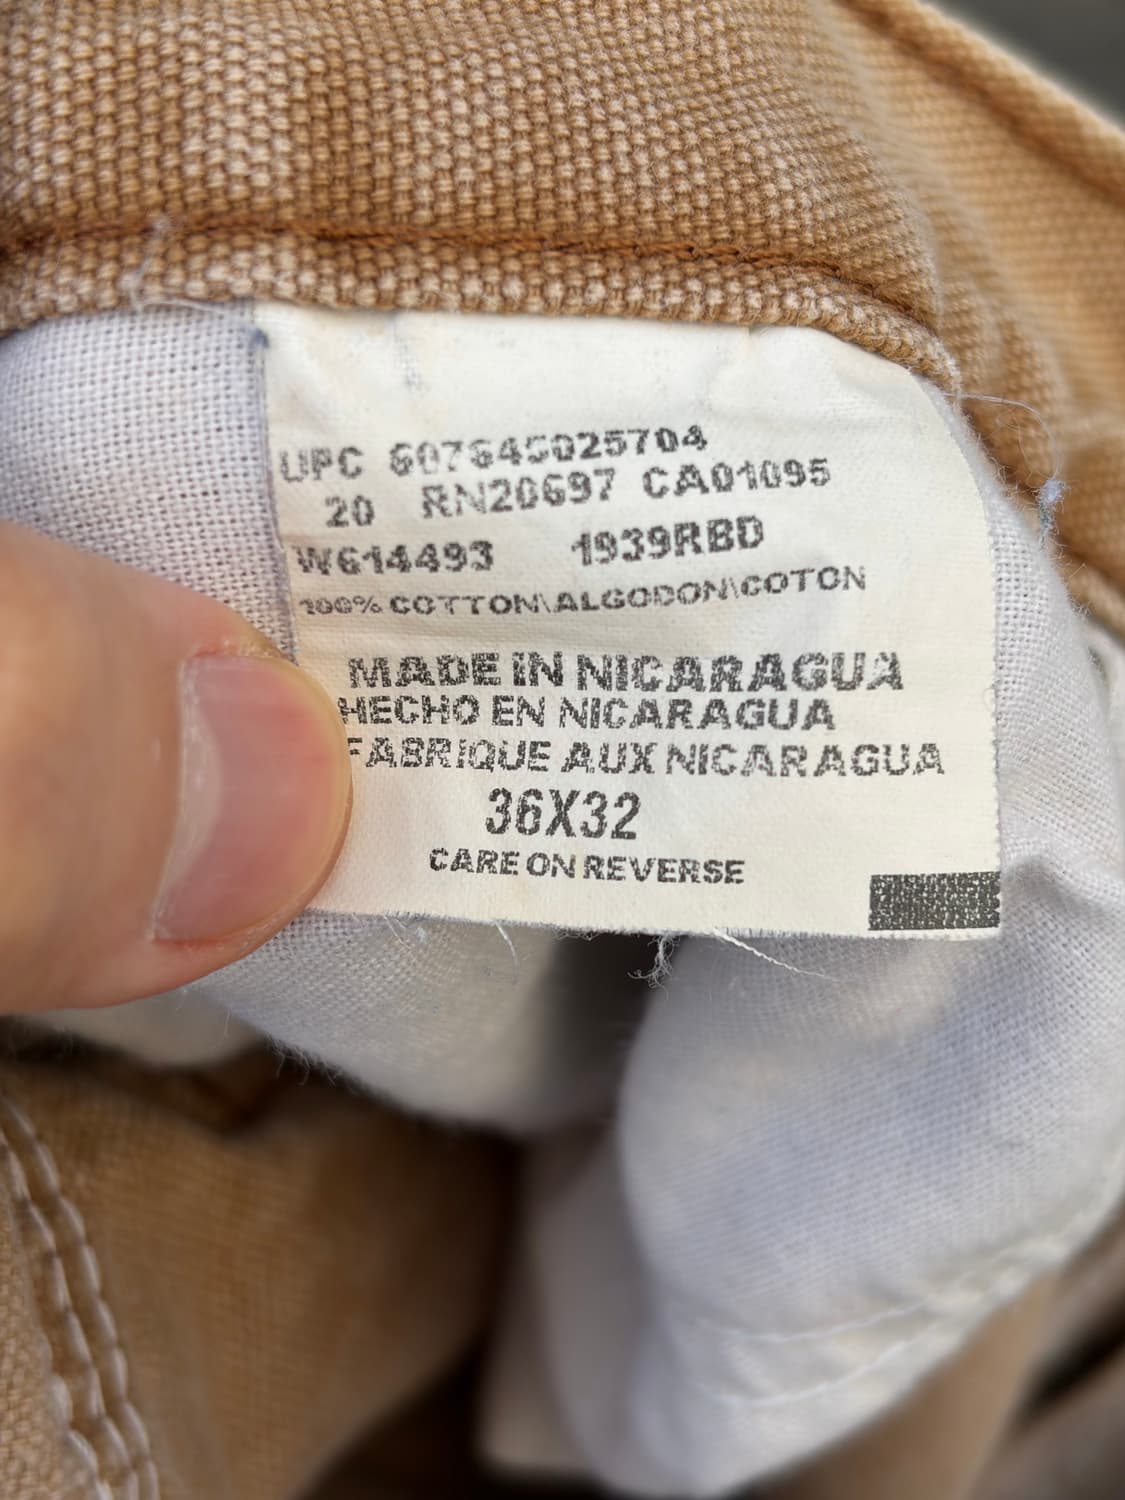 UPC 607645025704
20 RN20697 CA01095
W614493 1939RBD
100% COTTON\ALGODON\COTON
MADE IN NICARAGUA
HECHO EN NICARAGUA
FABRIQUE AUX NICARAGUA
36X32
CARE ON REVERSE